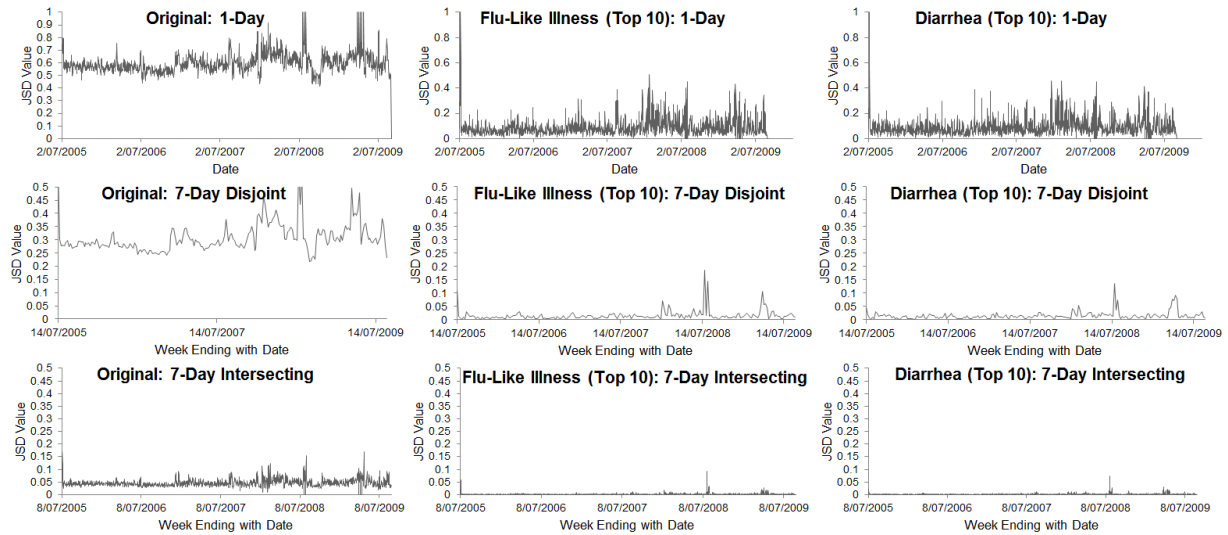 Original: 1-Day
JSD Value
1
0.9
0.8
0.7
0.6
0.5
0.4
0.3
0.2
0.1
0
2/07/2005 2/07/2006 2/07/2007 2/07/2008 2/07/2009
Date
Flu-Like Illness (Top 10): 1-Day
JSD Value
1
0.8
0.6
0.4
0.2
0
2/07/2005 2/07/2006 2/07/2007 2/07/2008 2/07/2009
Date
Diarrhea (Top 10): 1-Day
JSD Value
1
0.8
0.6
0.4
0.2
0
2/07/2005 2/07/2006 2/07/2007 2/07/2008 2/07/2009
Date
Original: 7-Day Disjoint
JSD Value
0.5
0.45
0.4
0.35
0.3
0.25
0.2
0.15
0.1
0.05
0
14/07/2005 14/07/2007 14/07/2009
Week Ending with Date
Flu-Like Illness (Top 10): 7-Day Disjoint
JSD Value
0.5
0.45
0.4
0.35
0.3
0.25
0.2
0.15
0.1
0.05
0
14/07/2005 14/07/2006 14/07/2007 14/07/2008 14/07/2009
Week Ending with Date
Diarrhea (Top 10): 7-Day Disjoint
JSD Value
0.5
0.45
0.4
0.35
0.3
0.25
0.2
0.15
0.1
0.05
0
14/07/2005 14/07/2006 14/07/2007 14/07/2008 14/07/2009
Week Ending with Date
Original: 7-Day Intersecting
JSD Value
0.5
0.45
0.4
0.35
0.3
0.25
0.2
0.15
0.1
0.05
0
8/07/2005 8/07/2006 8/07/2007 8/07/2008 8/07/2009
Week Ending with Date
Flu-Like Illness (Top 10): 7-Day Intersecting
JSD Value
0.5
0.45
0.4
0.35
0.3
0.25
0.2
0.15
0.1
0.05
0
8/07/2005 8/07/2006 8/07/2007 8/07/2008 8/07/2009
Week Ending with Date
Diarrhea (Top 10): 7-Day Intersecting
JSD Value
0.5
0.45
0.4
0.35
0.3
0.25
0.2
0.15
0.1
0.05
0
8/07/2005 8/07/2006 8/07/2007 8/07/2008 8/07/2009
Week Ending with Date